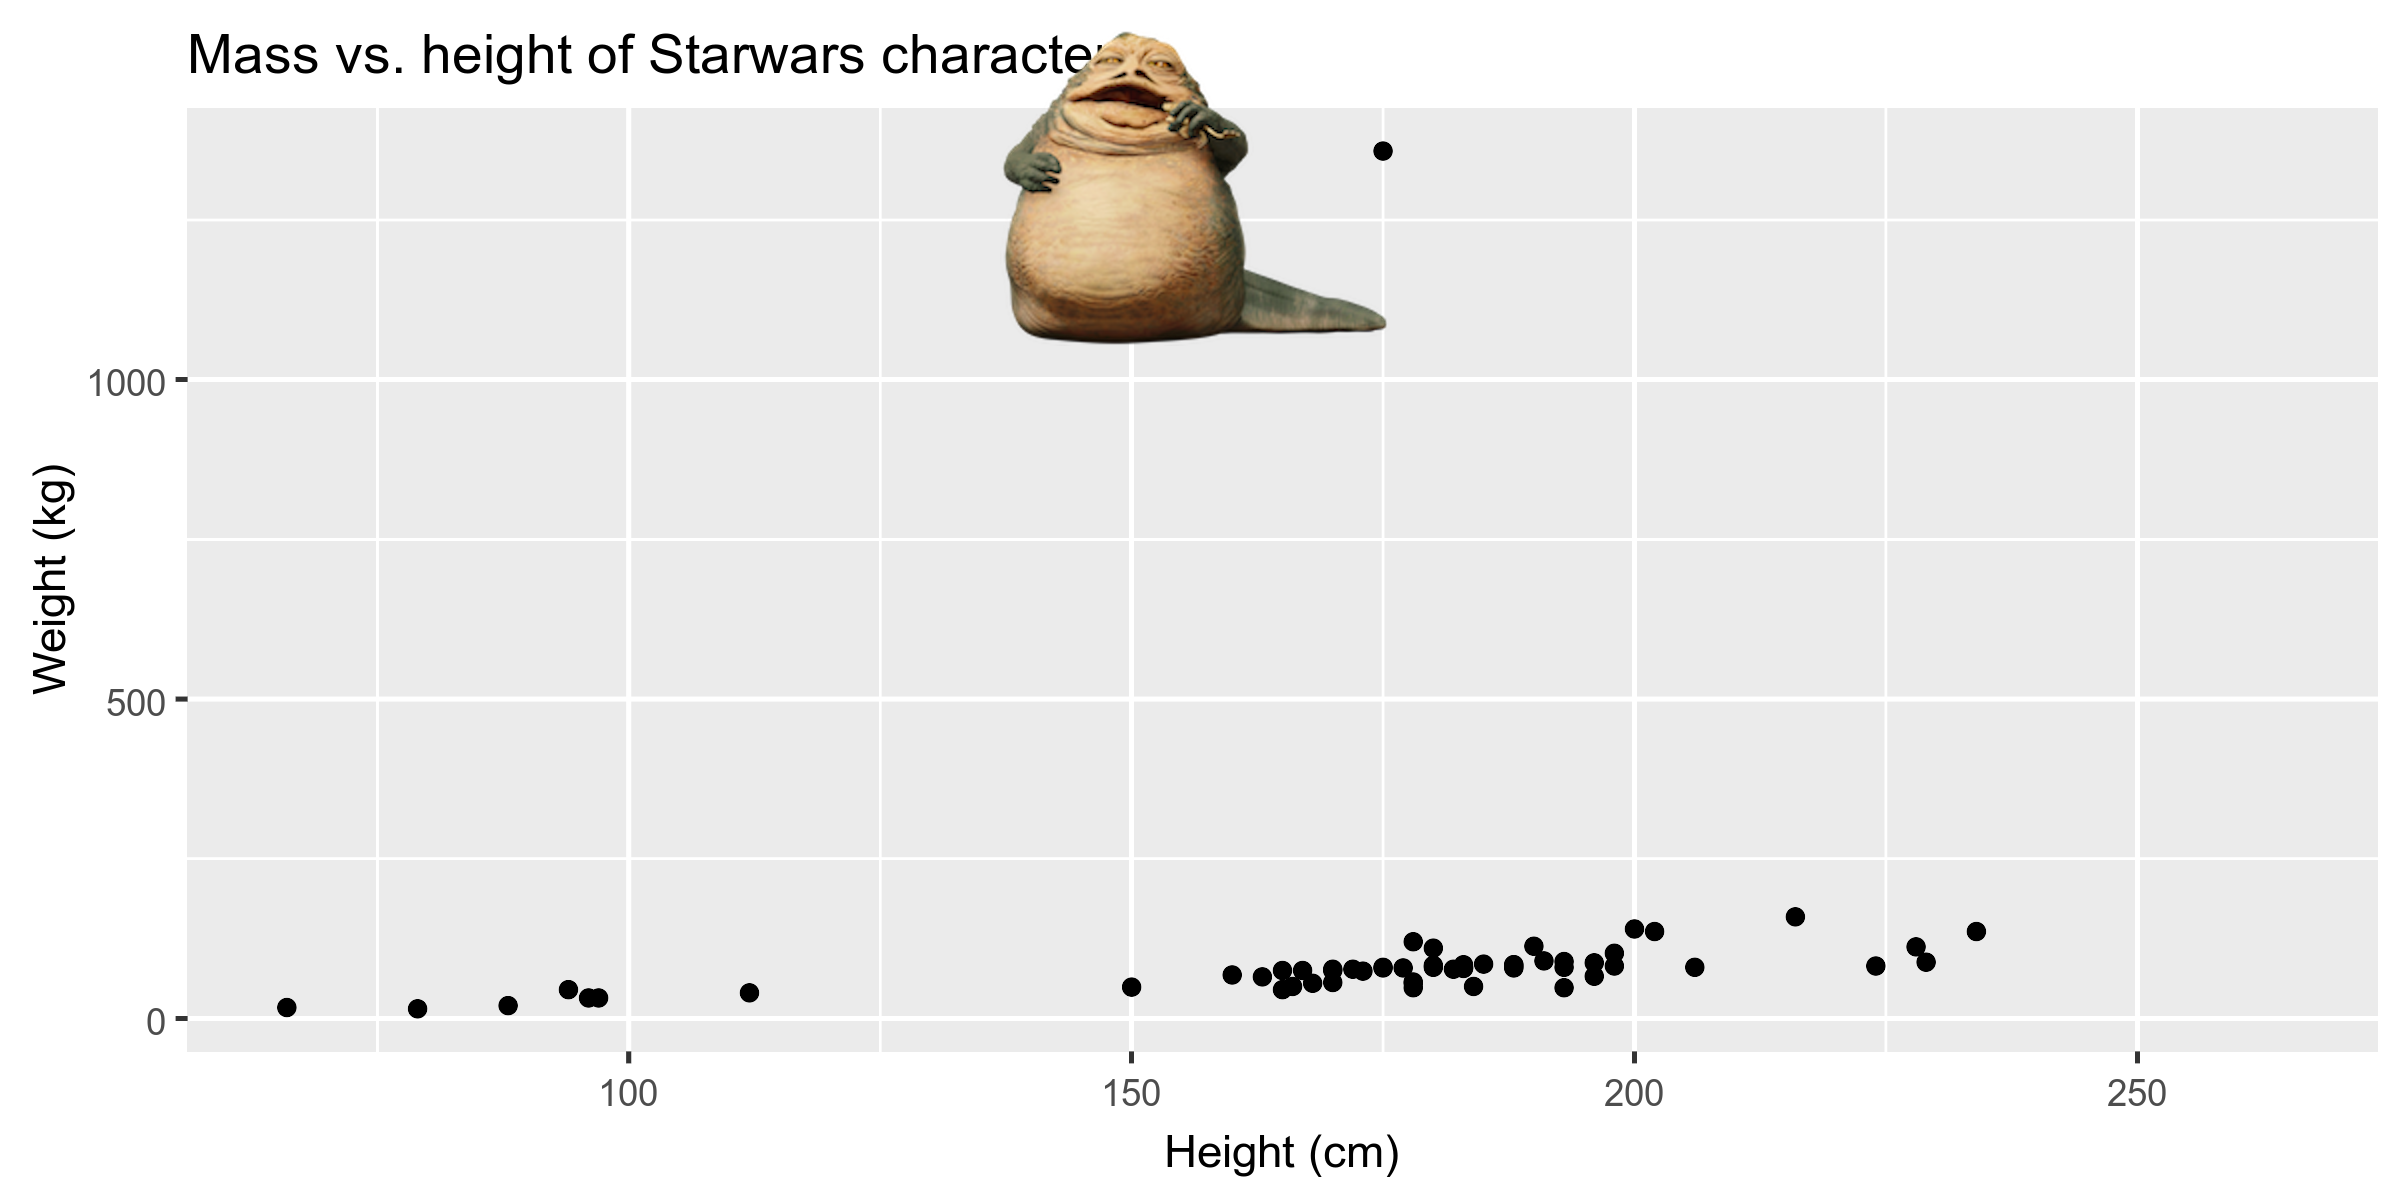 Mass vs. height of Starwars characte
1000
500
0
Weight (kg)
100 150 200 250
Height (cm)